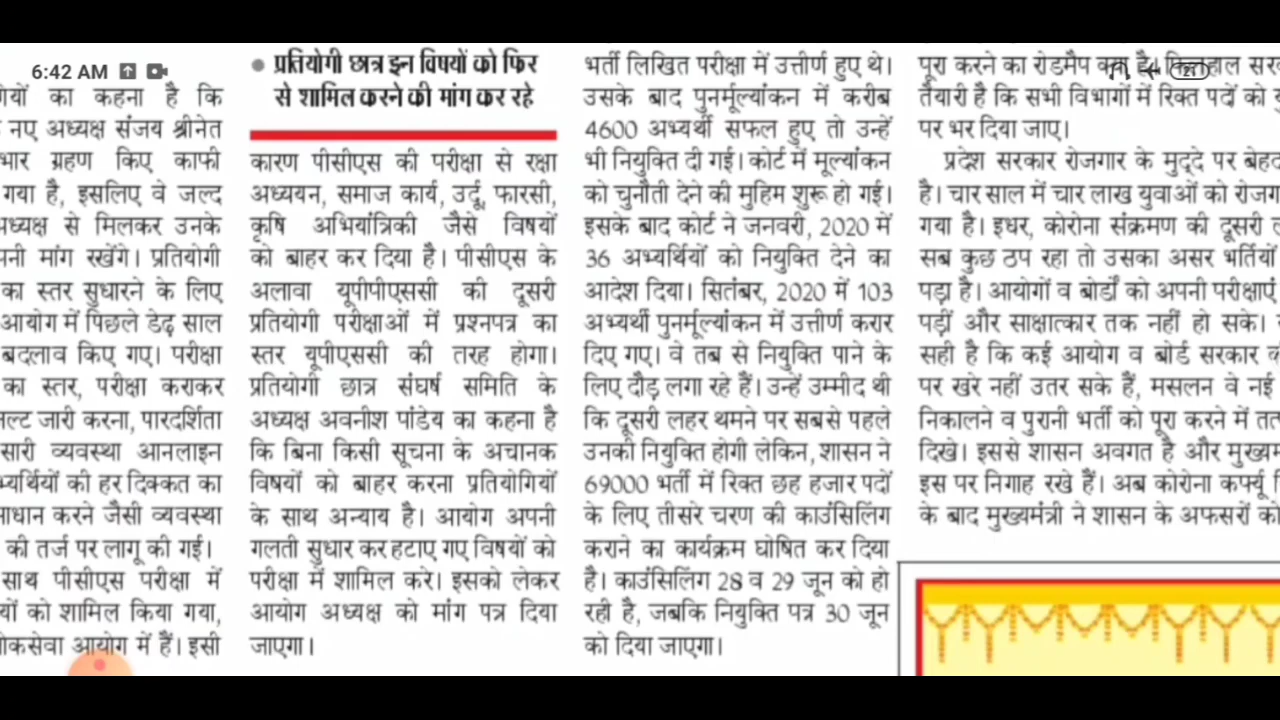 6:42 AM
यों का कहना है कि
नए अध्यक्ष संजय श्रीनेत
भार ग्रहण किए काफी
गया है, इसलिए वे जल्द
मध्यक्ष से मिलकर उनके
मांग रखेंगे। प्रतियोगी
का स्तर सुधारने के लिए
आयोग में पिछले डेढ़ साल
बदलाव किए गए। परीक्षा
का स्तर, परीक्षा कराकर
जारी करना, पारदर्शिता
सारी व्यवस्था आनलाइन
की हर दिक्कत का
करने जैसी व्यवस्था
की तर्ज पर लागू की गई।
साथ पीसीएस परीक्षा में
को शामिल किया गया,
आयोग में हैं। इसी
● प्रतियोगी छात्र इन विषयों को फिर
से शामिल करने की मांग कर रहे
कारण पीसीएस की परीक्षा से रक्षा
अध्ययन, समाज कार्य, उर्दू, फारसी,
कृषि अभियांत्रिकी जैसे विषयों
को बाहर कर दिया है। पीसीएस के
अलावा यूपीपीएससी की दूसरी
प्रतियोगी परीक्षाओं में प्रश्नपत्र का
स्तर यूपीएससी की तरह होगा।
प्रतियोगी छात्र संघर्ष समिति के
अध्यक्ष अवनीश पांडेय का कहना है
कि बिना किसी सूचना के अचानक
विषयों को बाहर करना प्रतियोगियों
के साथ अन्याय है। आयोग अपनी
गलती सुधार कर हटाए गए विषयों को
परीक्षा में शामिल करे। इसको लेकर
आयोग अध्यक्ष को मांग पत्र दिया
जाएगा।
भर्ती लिखित परीक्षा में उत्तीर्ण हुए थे।
उसके बाद पुनर्मूल्यांकन में करीब
4600 अभ्यर्थी सफल हुए तो उन्हें
भी नियुक्ति दी गई। कोर्ट में मूल्यांकन
को चुनौती देने की मुहिम शुरू हो गई।
इसके बाद कोर्ट ने जनवरी, 2020 में
36 अभ्यर्थियों को नियुक्ति देने का
आदेश दिया। सितंबर, 2020 में 103
अभ्यर्थी पुनर्मूल्यांकन में उत्तीर्ण करार
दिए गए। वे तब से नियुक्ति पाने के
लिए दौड़ लगा रहे हैं। उन्हें उम्मीद थी
कि दूसरी लहर थमने पर सबसे पहले
उनको नियुक्ति होगी लेकिन, शासन ने
69000 भर्ती में रिक्त छह हजार पदों
के लिए तीसरे चरण की काउंसिलिंग
कराने का कार्यक्रम घोषित कर दिया
है। काउंसिलिंग 28 व 29 जून को हो
रही है, जबकि नियुक्ति पत्र 30 जून
को दिया जाएगा।
पूरा करने का रोडमैप क्या है।
तैयारी है कि सभी विभागों में रिक्त पदों को
पर भर दिया जाए।
प्रदेश सरकार रोजगार के मुद्दे पर बेहद
है। चार साल में चार लाख युवाओं को
गया है। इधर, कोरोना संक्रमण की दूसरी
सब कुछ ठप रहा तो उसका असर भर्तियों
पड़ा है। आयोगों व बोर्डों को अपनी परीक्षाएं
पड़ीं और साक्षात्कार तक नहीं हो सके।
सही है कि कई आयोग व बोर्ड सरकार
पर खरे नहीं उतर सके हैं, मसलन वे नई
निकालने व पुरानी भर्ती को पूरा करने में
दिखे। इससे शासन अवगत है और
इस पर निगाह रखे हैं। अब कोरोना कर्फ्यू
के बाद मुख्यमंत्री ने शासन के अफसरों को